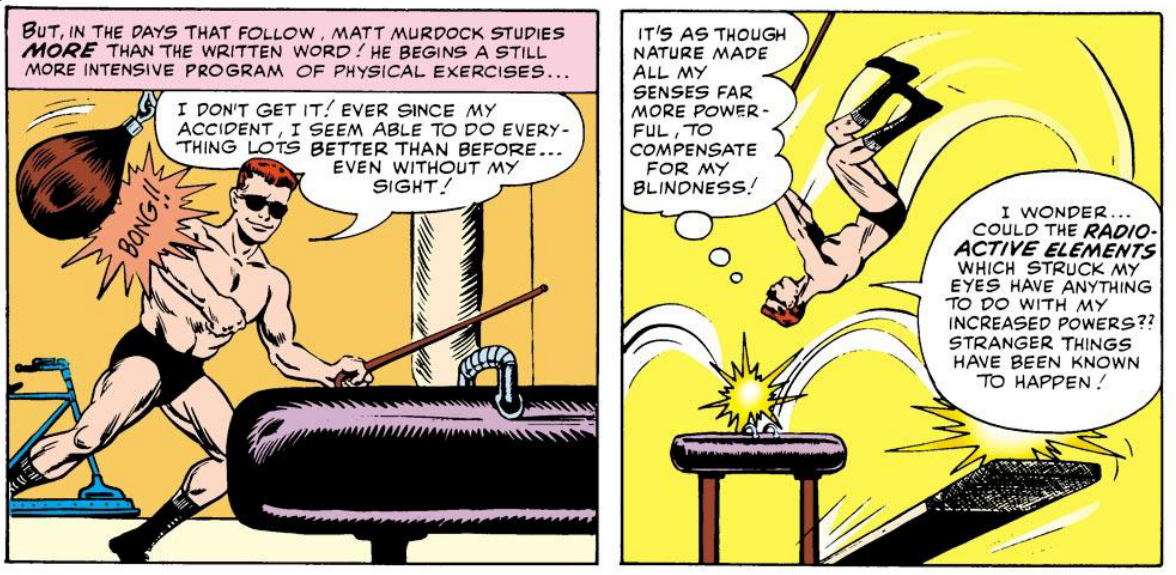 BUT, IN THE DAYS THAT FOLLOW, MATT MURDOCK STUDIES
MORE THAN THE WRITTEN WORD! HE BEGINS A STILL
MORE INTENSIVE PROGRAM OF PHYSICAL EXERCISES...
I DON'T GET IT! EVER SINCE MY
ACCIDENT, I SEEM ABLE TO DO EVERY-
THING LOTS BETTER THAN BEFORE...
EVEN WITHOUT MY
SIGHT!
BONG!!
IT'S AS THOUGH
NATURE MADE
ALL MY
SENSES FAR
MORE POWER-
FUL, TO
COMPENSATE
FOR MY
BLINDNESS!
I WONDER...
COULD THE RADIO-
ACTIVE ELEMENTS
WHICH STRUCK MY
EYES HAVE ANYTHING
TO DO WITH MY
INCREASED POWERS??
STRANGER THINGS
HAVE BEEN KNOWN
TO HAPPEN!